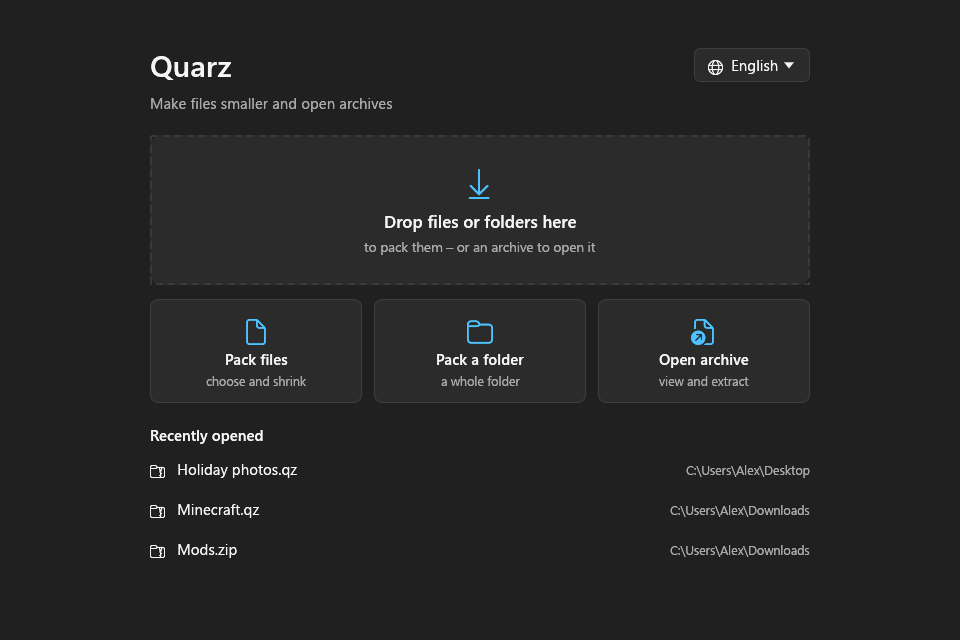 Quarz
English
Make files smaller and open archives
Drop files or folders here
to pack them – or an archive to open it
Pack files
choose and shrink
Pack a folder
a whole folder
Open archive
view and extract
Recently opened
Holiday photos.qz
C:\Users\Alex\Desktop
Minecraft.qz
C:\Users\Alex\Downloads
Mods.zip
C:\Users\Alex\Downloads